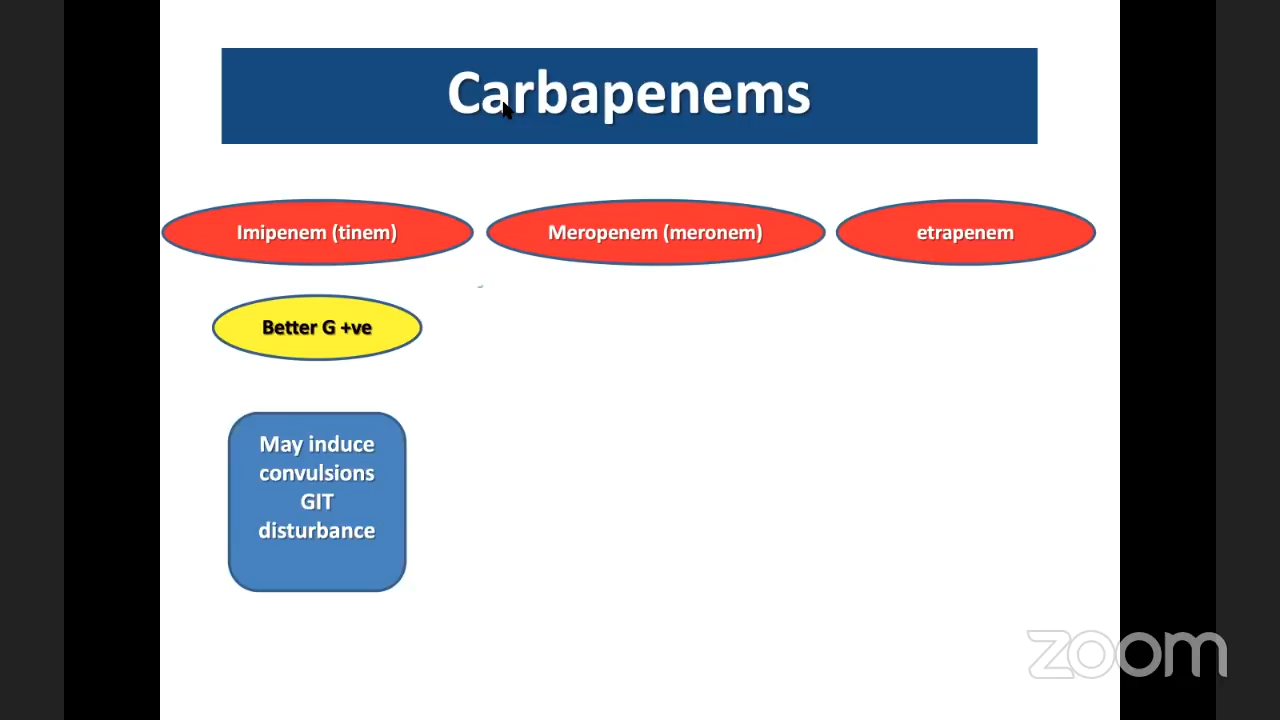 Carbapenems
Imipenem (tinem)
Meropenem (meronem)
etrapenem
Better G +ve
May induce
convulsions
GIT
disturbance
zoom